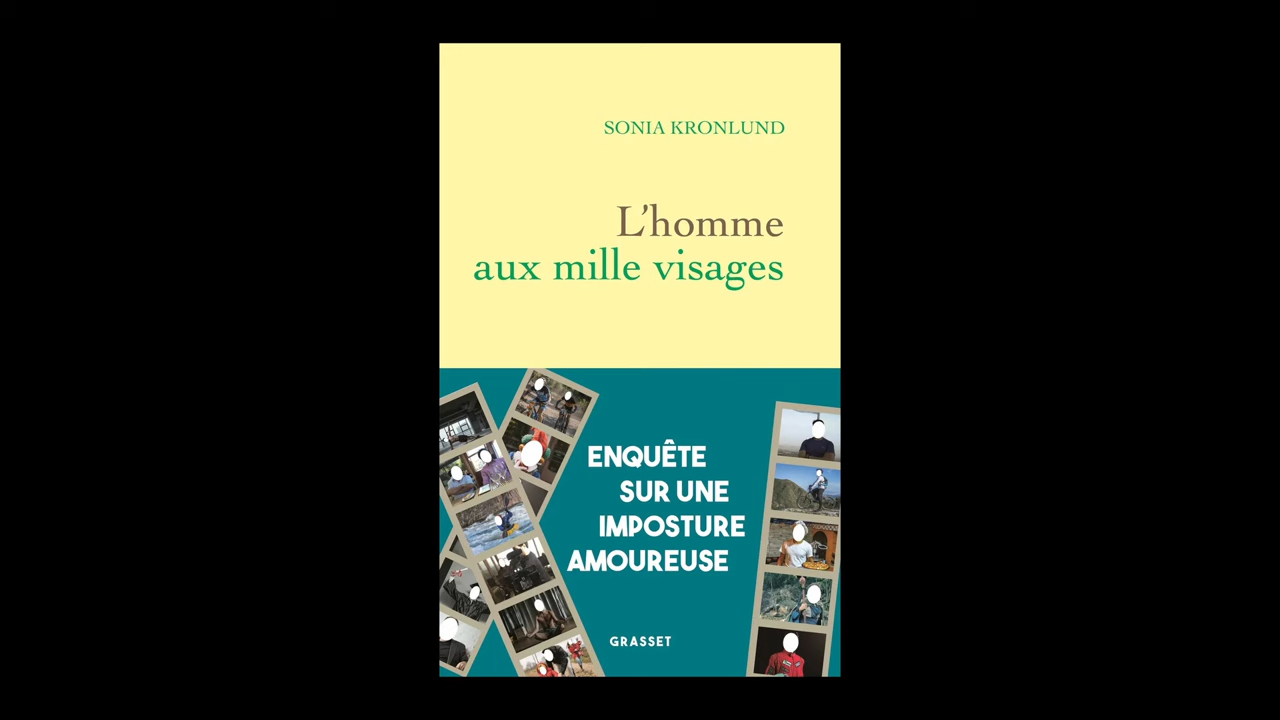 SONIA KRONLUND
L’homme
aux mille visages
ENQUÊTE
SUR UNE
IMPOSTURE
AMOUREUSE
GRASSET